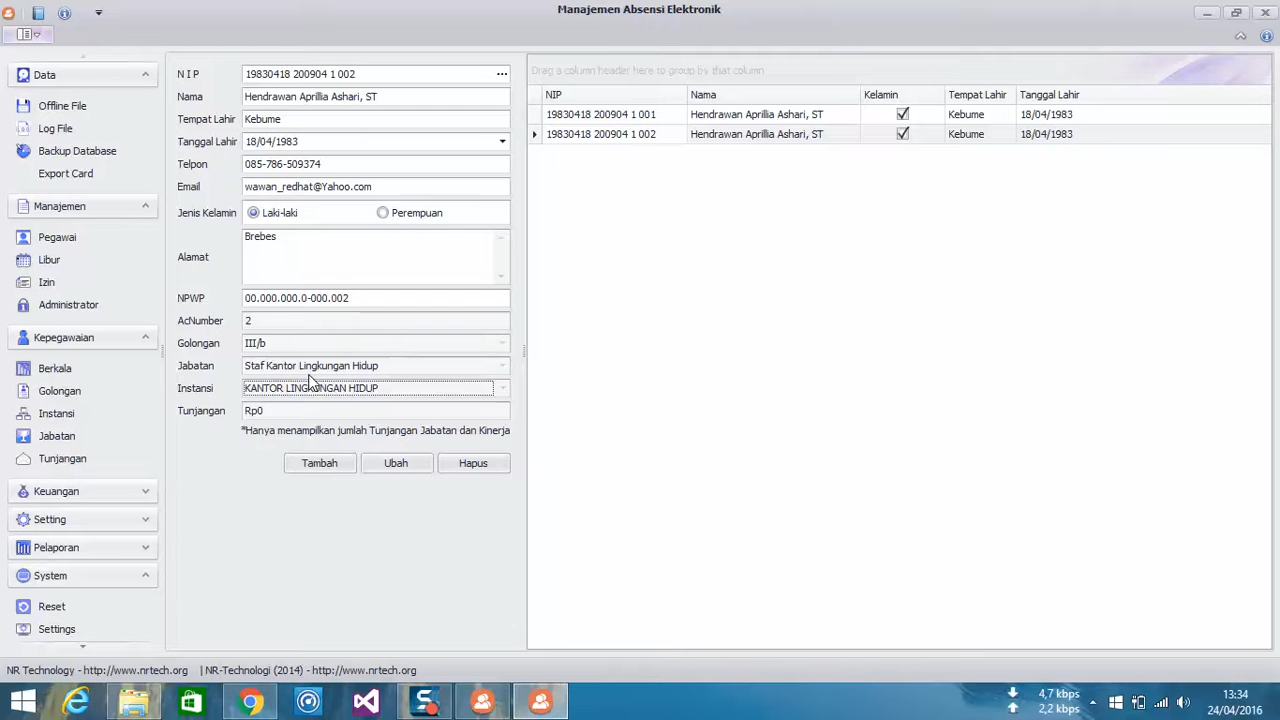 Manajemen Absensi Elektronik
Data
Offline File
Log File
Backup Database
Export Card
Manajemen
Pegawai
Libur
Izin
Administrator
Kepegawaian
Berkala
Golongan
Instansi
Jabatan
Tunjangan
Keuangan
Setting
Pelaporan
System
Reset
Settings
N I P 19830418 200904 1 002 ...
Nama Hendrawan Aprillia Ashari, ST
Tempat Lahir Kebume
Tanggal Lahir 18/04/1983
Telpon 085-786-509374
Email wawan_redhat@Yahoo.com
Jenis Kelamin Laki-laki Perempuan
Alamat Brebes
NPWP 00.000.000.0-000.002
AcNumber 2
Golongan III/b
Jabatan Staf Kantor Lingkungan Hidup
Instansi KANTOR LINGKUNGAN HIDUP
Tunjangan Rp0
*Hanya menampilkan jumlah Tunjangan Jabatan dan Kinerja
Tambah Ubah Hapus
Drag a column header here to group by that column
NIP Nama Kelamin Tempat Lahir Tanggal Lahir
19830418 200904 1 001 Hendrawan Aprillia Ashari, ST Kebume 18/04/1983
19830418 200904 1 002 Hendrawan Aprillia Ashari, ST Kebume 18/04/1983
NR Technology - http://www.nrtech.org | NR-Technologi (2014) - http://www.nrtech.org
4,7 kbps
2,2 kbps
13:34
24/04/2016